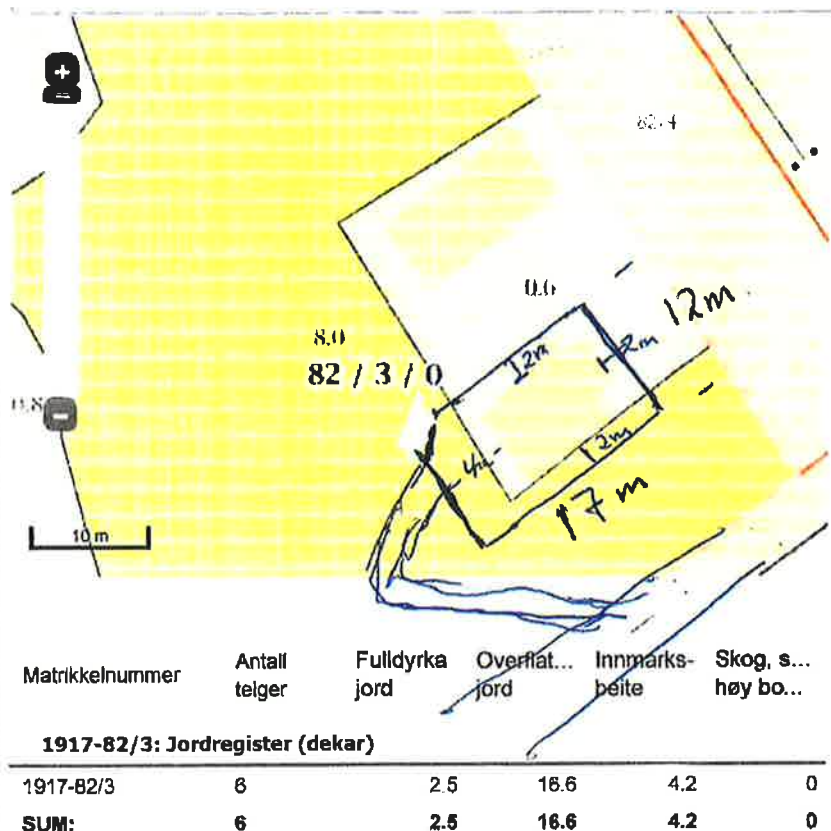 82/4
0.0
12m
8.0
2m
2m
82 / 3 / 0
0.8
4m
2m
17 m
10 m
Matrikkelnummer Antall telger Fulldyrka jord Overflat... jord Innmarks-beite Skog, s... høy bo...
1917-82/3: Jordregister (dekar)
1917-82/3 6 2.5 16.6 4.2 0
SUM: 6 2.5 16.6 4.2 0